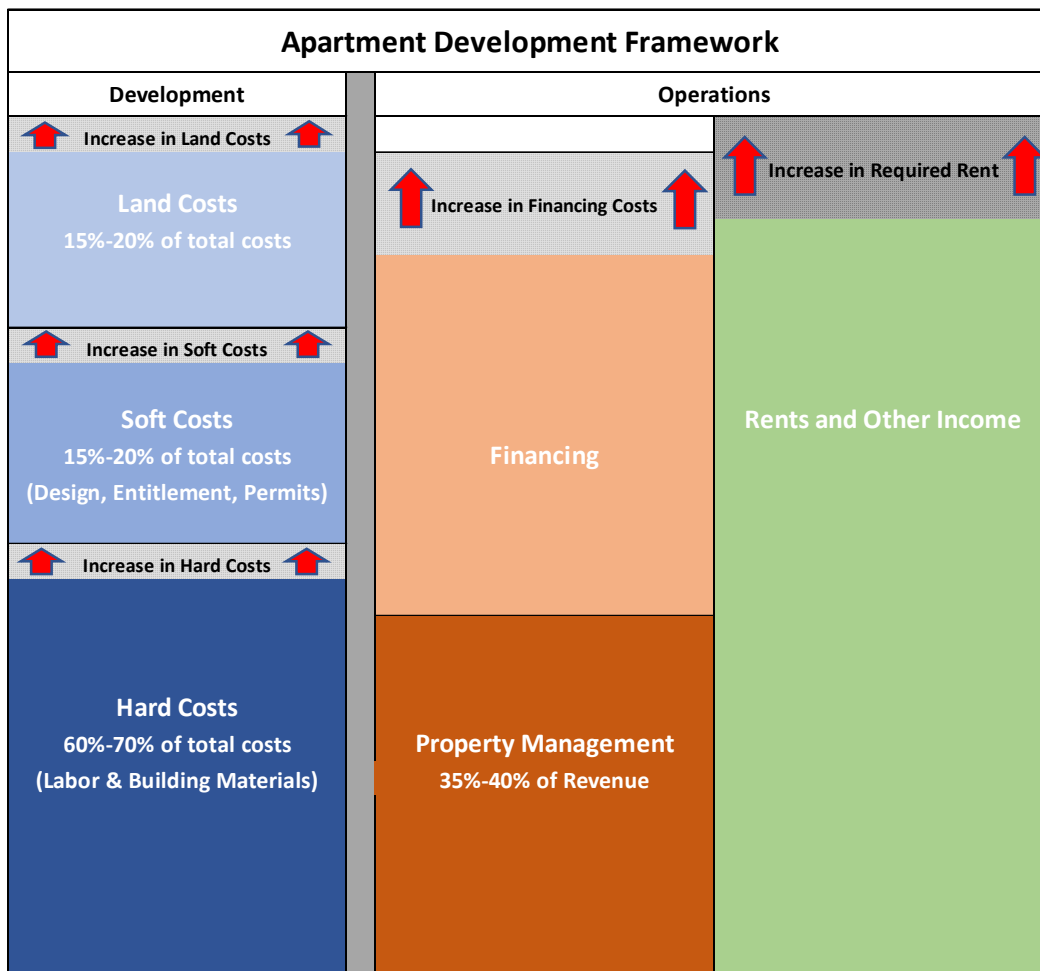 Apartment Development Framework
Development
Operations
Increase in Land Costs
Land Costs
15%-20% of total costs
Increase in Soft Costs
Soft Costs
15%-20% of total costs
(Design, Entitlement, Permits)
Increase in Hard Costs
Hard Costs
60%-70% of total costs
(Labor & Building Materials)
Increase in Financing Costs
Financing
Property Management
35%-40% of Revenue
Increase in Required Rent
Rents and Other Income